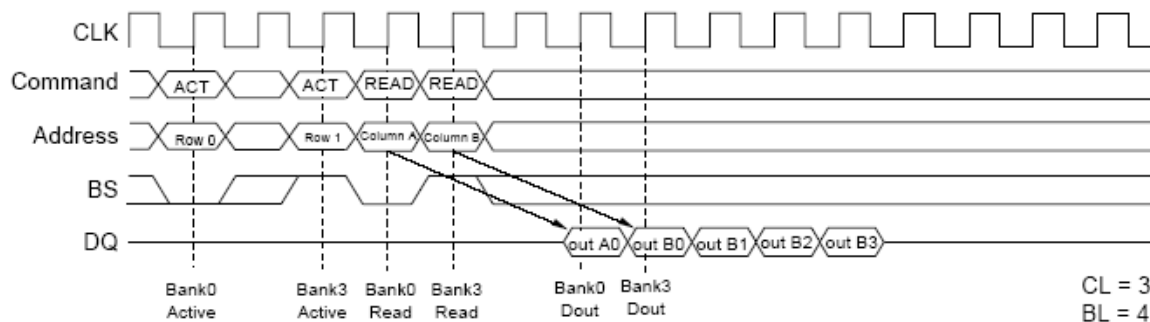 CLK
Command ACT ACT READ READ
Address Row 0 Row 1 Column A Column B
BS
DQ out A0 out B0 out B1 out B2 out B3
Bank0 Active
Bank3 Active
Bank0 Read
Bank3 Read
Bank0 Dout
Bank3 Dout
CL = 3
BL = 4